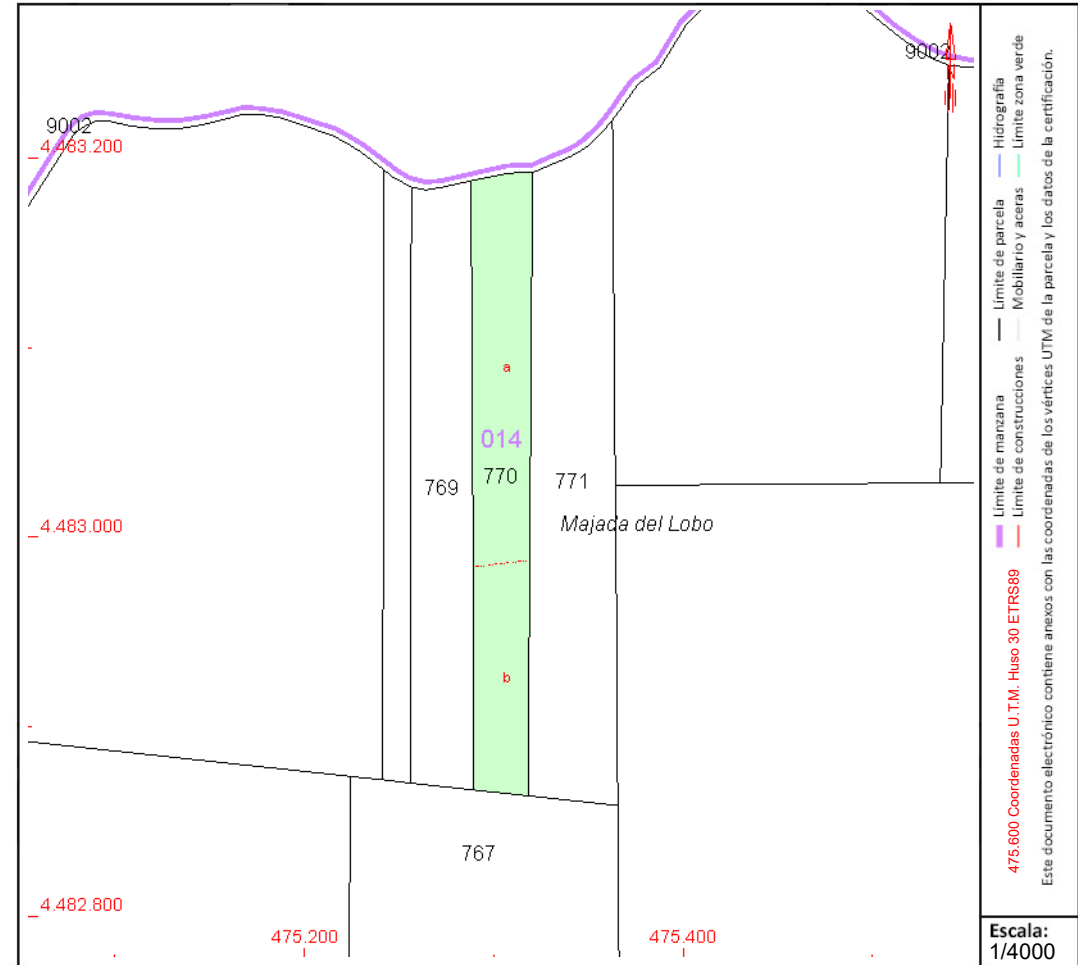 9002
9002
4.483.200
a
014
770
769
771
Majada del Lobo
4.483.000
b
767
4.482.800
475.200
475.400
Límite de manzana
Límite de parcela
Hidrografía
Límite de construcciones
Mobiliario y aceras
Límite zona verde
475.600 Coordenadas U.T.M. Huso 30 ETRS89
Este documento electrónico contiene anexos con las coordenadas de los vértices UTM de la parcela y los datos de la certificación.
Escala:
1/4000